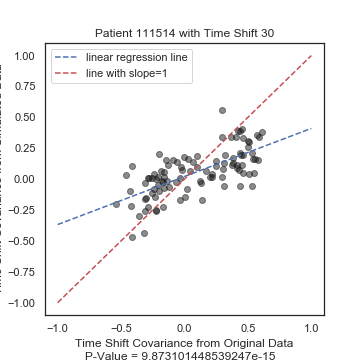 Patient 111514 with Time Shift 30
linear regression line
line with slope=1
1.00
0.75
0.50
0.25
0.00
−0.25
−0.50
−0.75
−1.00
−1.0
−0.5
0.0
0.5
1.0
Time Shift Covariance from Original Data
P-Value = 9.873101448539247e-15